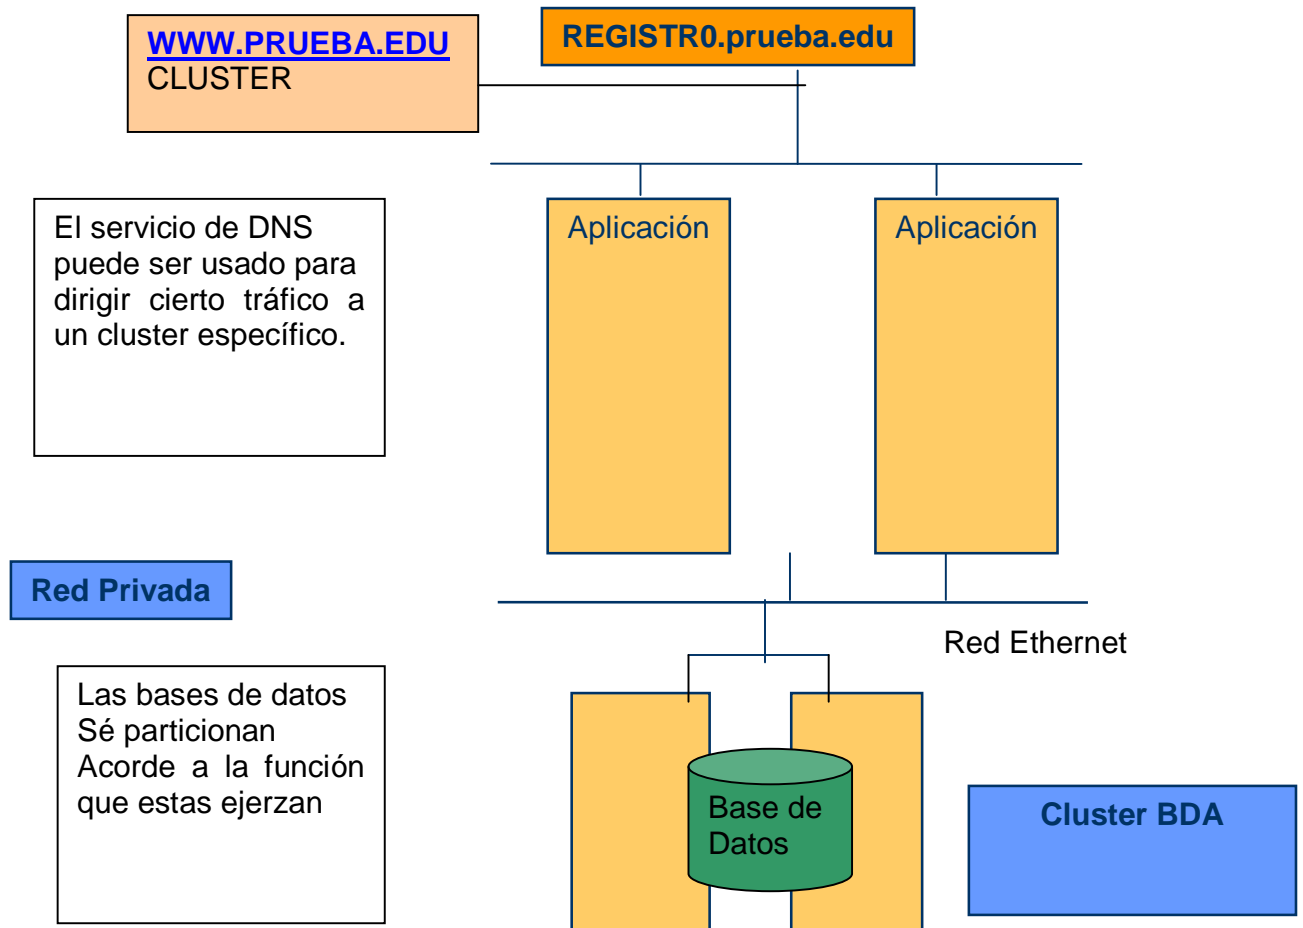 WWW.PRUEBA.EDU
CLUSTER
REGISTR0.prueba.edu
El servicio de DNS
puede ser usado para
dirigir cierto tráfico a
un cluster específico.
Aplicación
Aplicación
Red Privada
Red Ethernet
Las bases de datos
Sé particionan
Acorde a la función
que estas ejerzan
Base de
Datos
Cluster BDA